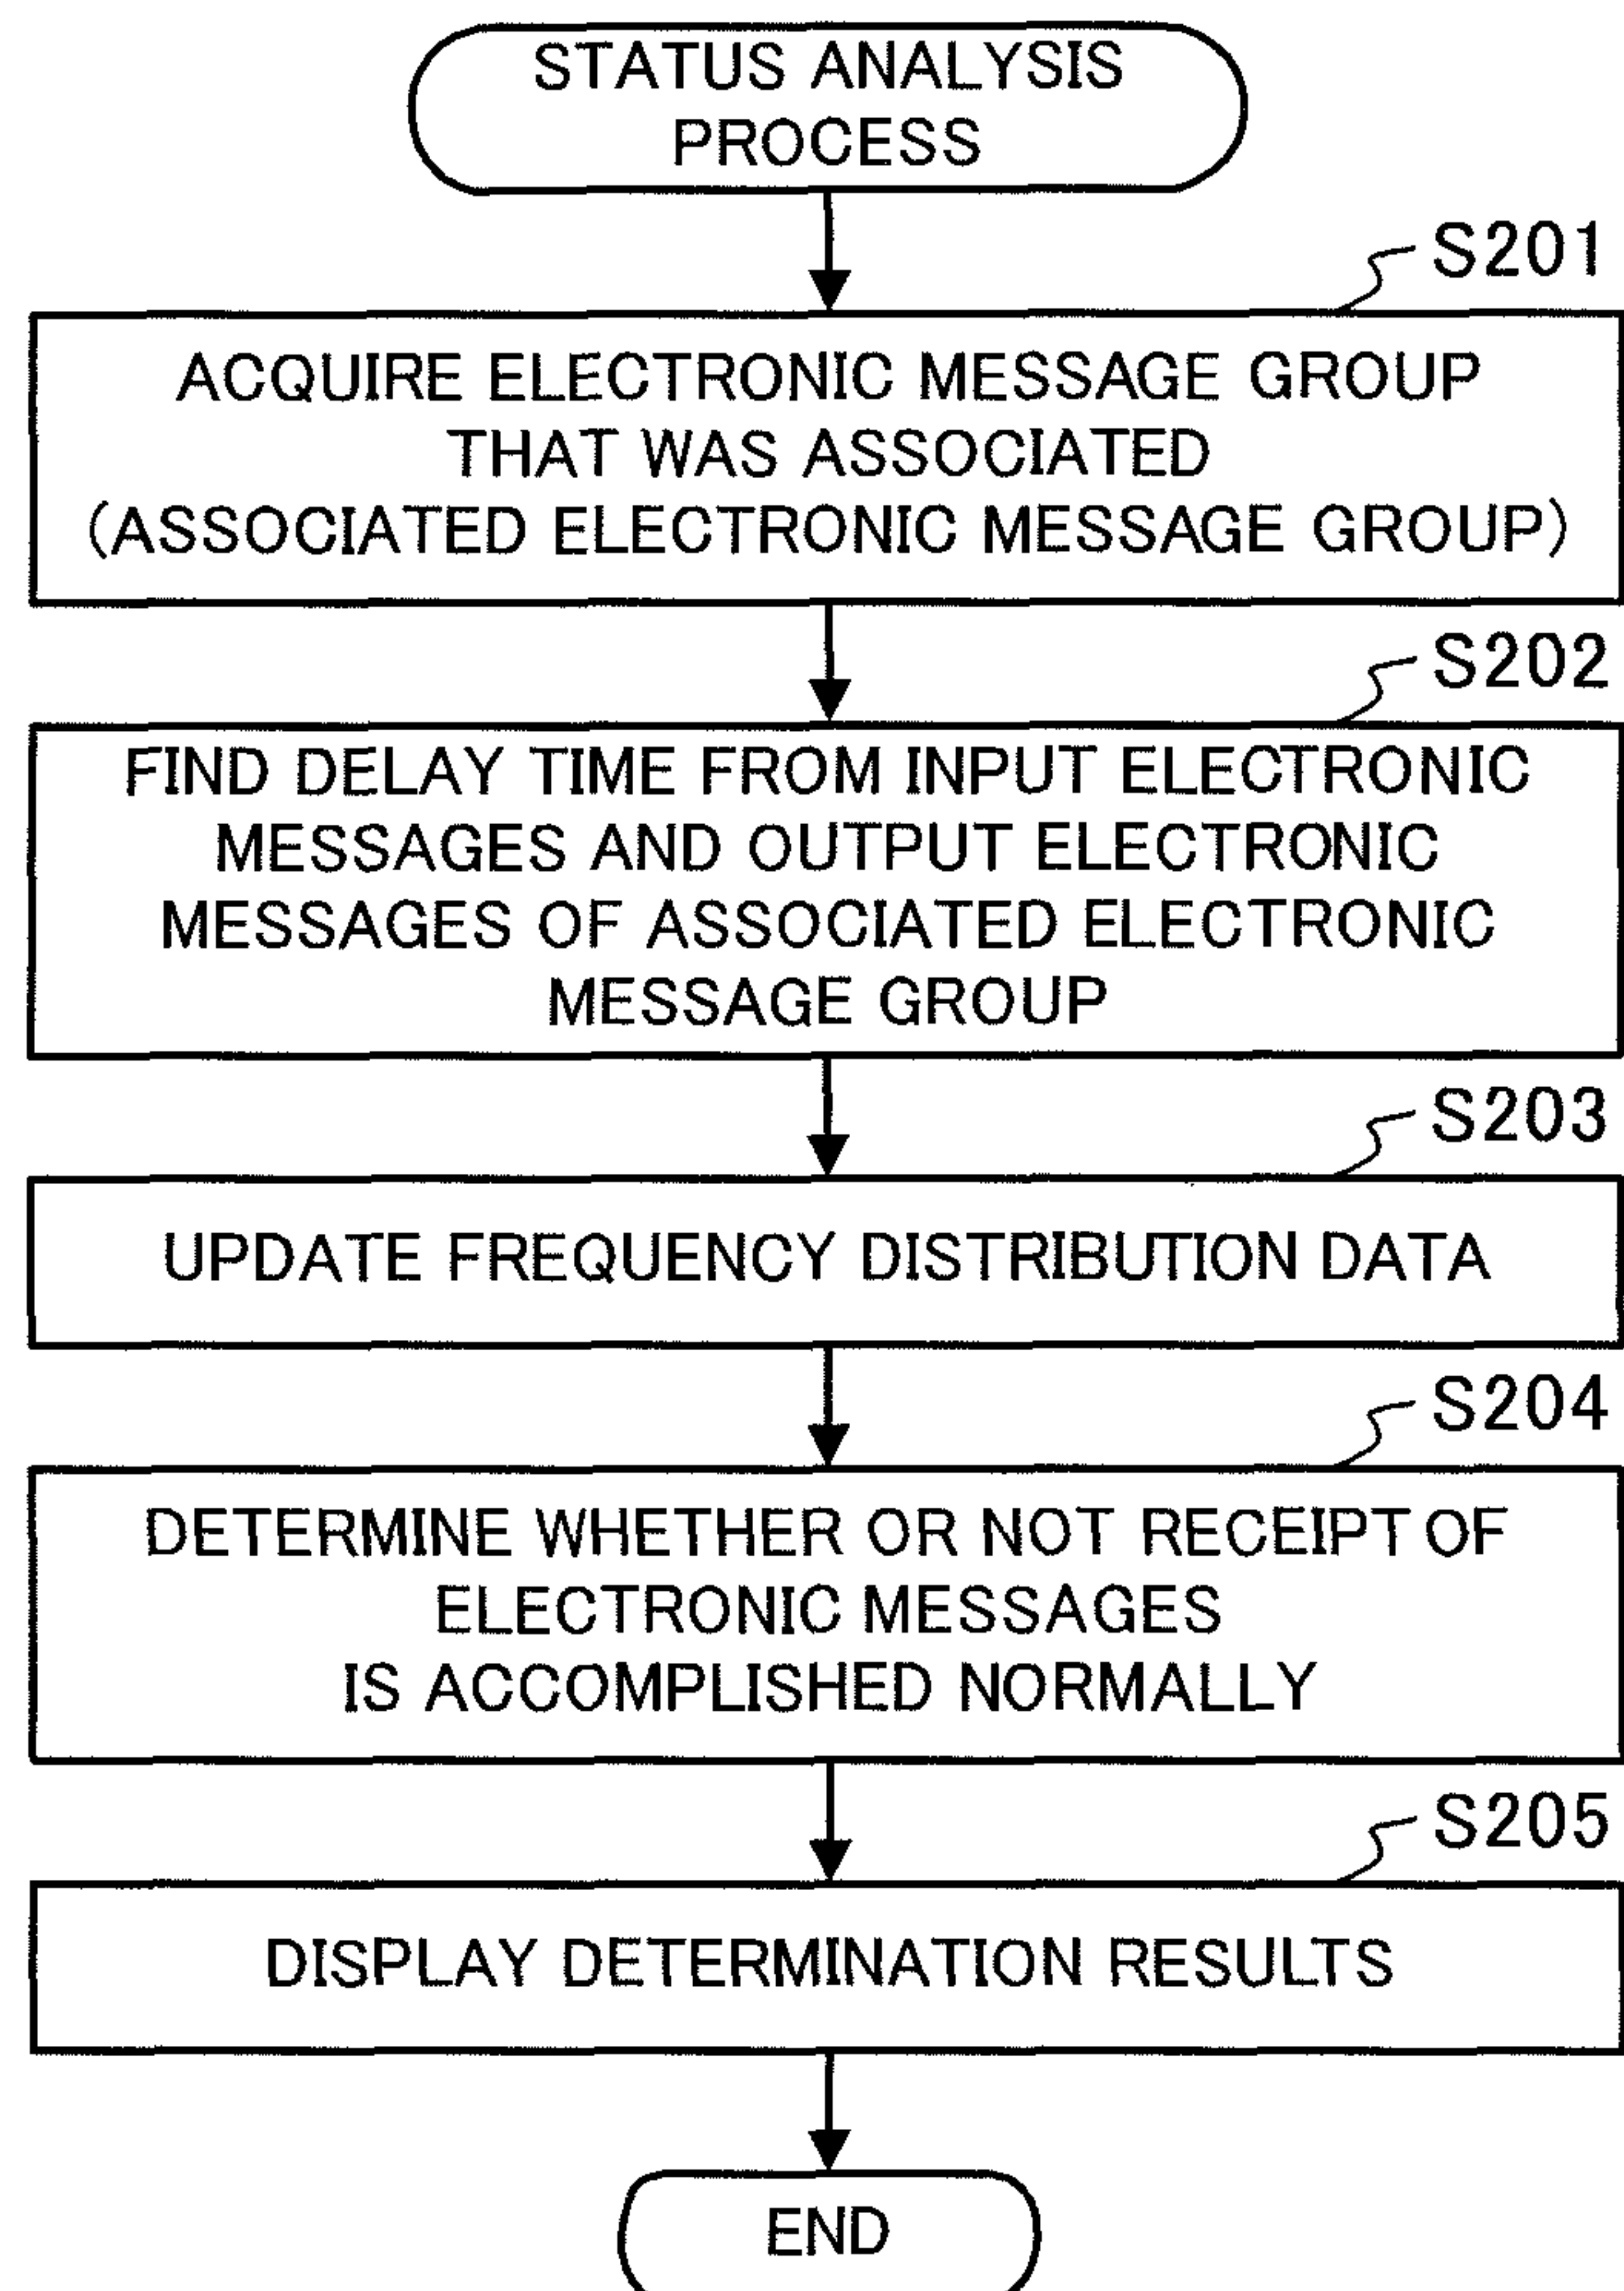 STATUS ANALYSIS
PROCESS
S201
ACQUIRE ELECTRONIC MESSAGE GROUP
THAT WAS ASSOCIATED
(ASSOCIATED ELECTRONIC MESSAGE GROUP)
S202
FIND DELAY TIME FROM INPUT ELECTRONIC
MESSAGES AND OUTPUT ELECTRONIC
MESSAGES OF ASSOCIATED ELECTRONIC
MESSAGE GROUP
S203
UPDATE FREQUENCY DISTRIBUTION DATA
S204
DETERMINE WHETHER OR NOT RECEIPT OF
ELECTRONIC MESSAGES
IS ACCOMPLISHED NORMALLY
S205
DISPLAY DETERMINATION RESULTS
END